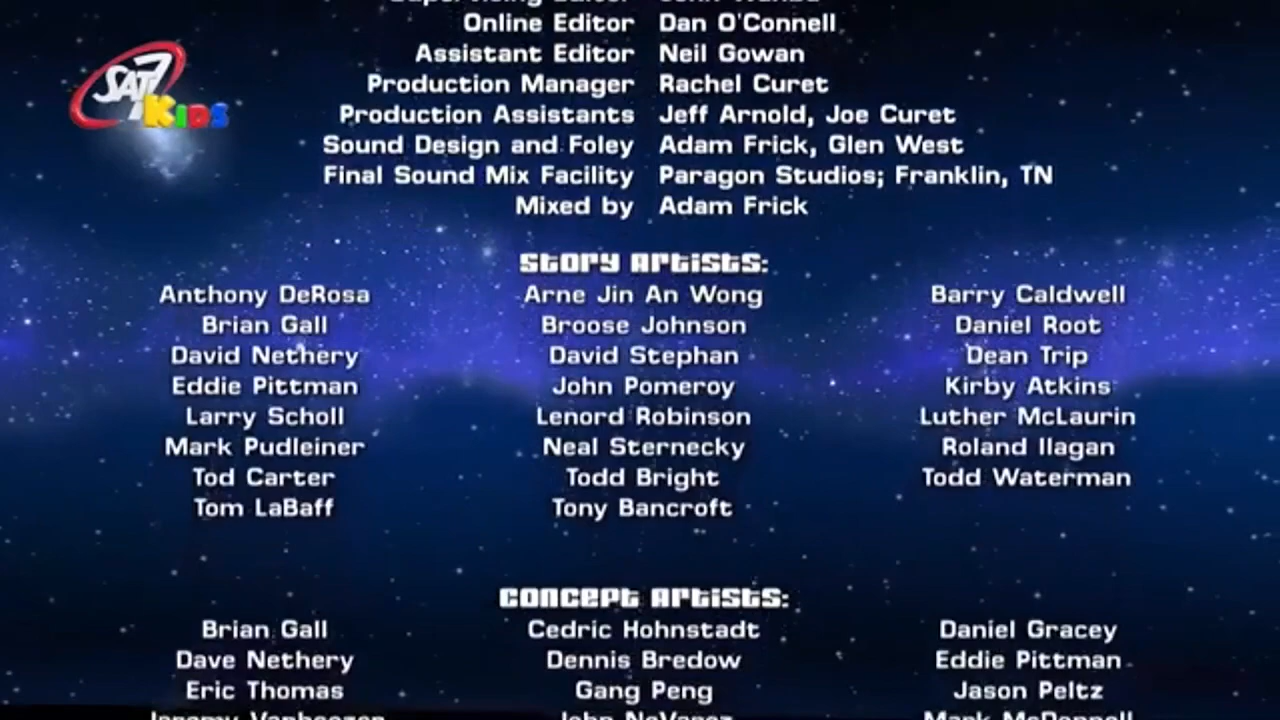 Online Editor Dan O'Connell
SAT7 KIDS
Assistant Editor Neil Gowan
Production Manager Rachel Curet
Production Assistants Jeff Arnold, Joe Curet
Sound Design and Foley Adam Frick, Glen West
Final Sound Mix Facility Paragon Studios; Franklin, TN
Mixed by Adam Frick
Story Artists:
Anthony DeRosa Arne Jin An Wong Barry Caldwell
Brian Gall Broose Johnson Daniel Root
David Nethery David Stephan Dean Trip
Eddie Pittman John Pomeroy Kirby Atkins
Larry Scholl Lenord Robinson Luther McLaurin
Mark Pudleiner Neal Sternecky Roland Ilagan
Tod Carter Todd Bright Todd Waterman
Tom LaBaff Tony Bancroft
Concept Artists:
Brian Gall Cedric Hohnstadt Daniel Gracey
Dave Nethery Dennis Bredow Eddie Pittman
Eric Thomas Gang Peng Jason Peltz